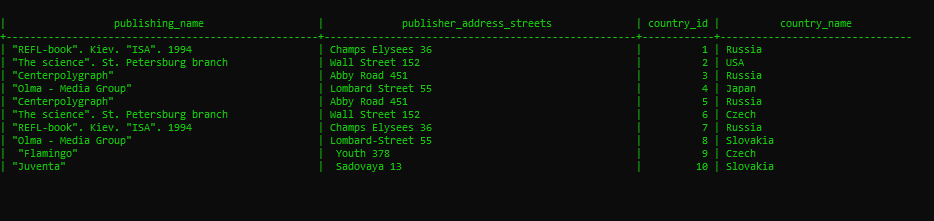 | publishing_name | publisher_address_streets | country_id | country_name
+--------------------------------------------------+--------------------------------------------------+------------+------------------------------
| "REFL-book". Kiev. "ISA". 1994 | Champs Elysees 36 | 1 | Russia
| "The science". St. Petersburg branch | Wall Street 152 | 2 | USA
| "Centerpolygraph" | Abby Road 451 | 3 | Russia
| "Olma - Media Group" | Lombard Street 55 | 4 | Japan
| "Centerpolygraph" | Abby Road 451 | 5 | Russia
| "The science". St. Petersburg branch | Wall Street 152 | 6 | Czech
| "REFL-book". Kiev. "ISA". 1994 | Champs Elysees 36 | 7 | Russia
| "Olma - Media Group" | Lombard-Street 55 | 8 | Slovakia
| "Flamingo" | Youth 378 | 9 | Czech
| "Juventa" | Sadovaya 13 | 10 | Slovakia